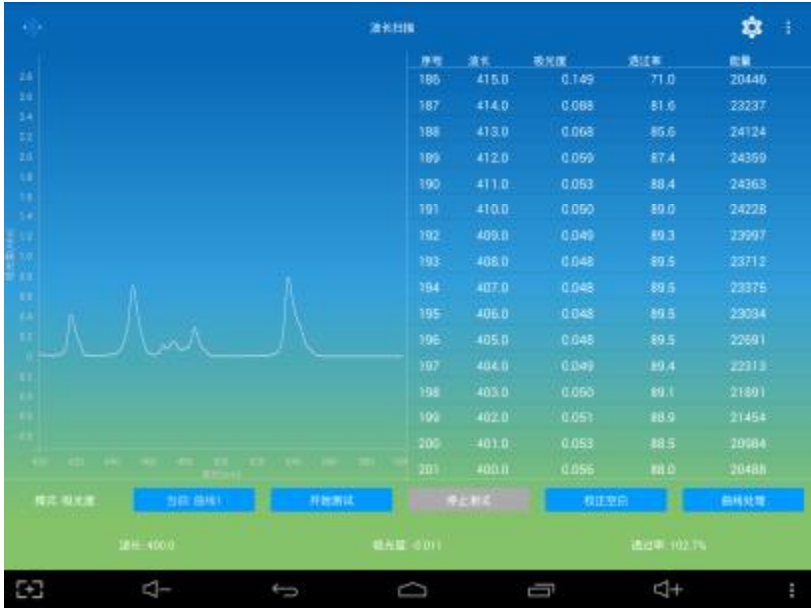 波长扫描
序号 波长 吸光度 透过率 能量
186 415.0 0.149 71.0 20446
187 414.0 0.088 81.6 23237
188 413.0 0.068 85.6 24124
189 412.0 0.059 87.4 24359
190 411.0 0.053 88.4 24363
191 410.0 0.050 89.0 24228
192 409.0 0.049 89.3 23997
193 408.0 0.048 89.5 23712
194 407.0 0.048 89.5 23375
195 406.0 0.048 89.5 23034
196 405.0 0.048 89.5 22691
197 404.0 0.049 89.4 22313
198 403.0 0.050 89.1 21891
199 402.0 0.051 88.9 21454
200 401.0 0.053 88.5 20984
201 400.0 0.056 88.0 20488
模式:吸光度 当前:曲线1 开始测试 停止测试 校正空白 曲线处理
波长:400.0 吸光度:-0.011 透过率:102.7%